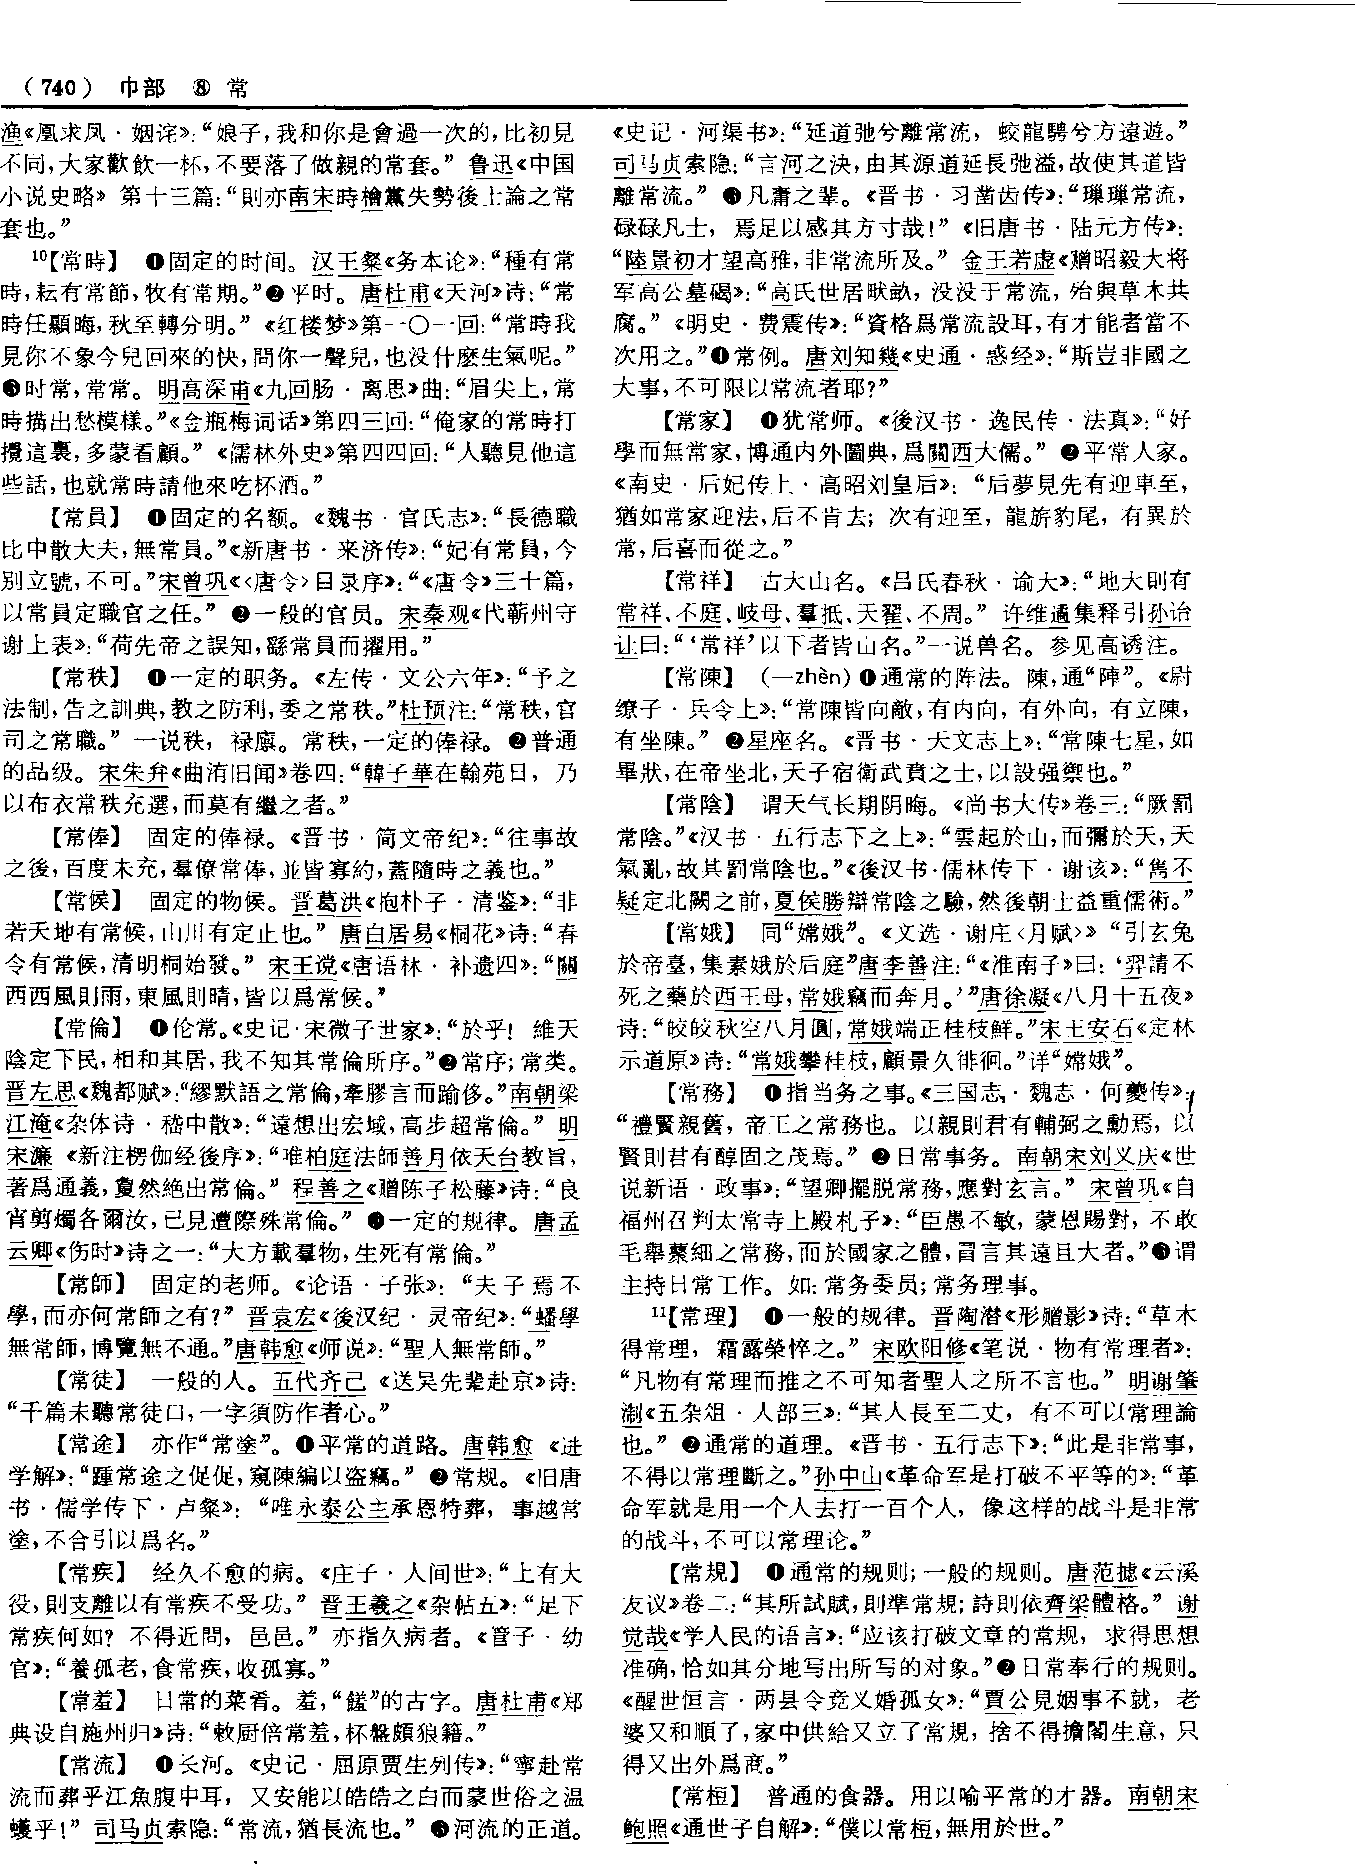 （740） 巾部 ⑧ 常
渔《凰求凤·姻诧》：“娘子，我和你是會過一次的，比初見
不同，大家歡飲一杯，不要落了做親的常套。” 鲁迅《中国
小说史略》第十三篇：“則亦南宋時檜黨失勢後士論之常
套也。”
¹⁰【常時】 ❶固定的时间。汉王粲《务本论》：“種有常
時，耘有常節，牧有常期。”❷平时。唐杜甫《天河》诗：“常
時任顯晦，秋至轉分明。”《红楼梦》第一〇一回：“常時我
見你不象今兒回來的快，問你一聲兒，也没什麽生氣呢。”
❸时常，常常。明高深甫《九回肠·离思》曲：“眉尖上，常
時描出愁模樣。”《金瓶梅词话》第四三回：“俺家的常時打
攪這裏，多蒙看顧。”《儒林外史》第四四回：“人聽見他這
些話，也就常時請他來吃杯酒。”
【常員】 ❶固定的名额。《魏书·官氏志》：“長德職
比中散大夫，無常員。”《新唐书·来济传》：“妃有常員，今
别立號，不可。”宋曾巩《〈唐令〉目录序》：“《唐令》三十篇，
以常員定職官之任。” ❷一般的官员。宋秦观《代蕲州守
谢上表》：“荷先帝之誤知，繇常員而擢用。”
【常秩】 ❶一定的职务。《左传·文公六年》：“予之
法制，告之訓典，教之防利，委之常秩。”杜预注：“常秩，官
司之常職。” 一说秩，禄廪。常秩，一定的俸禄。❷普通
的品级。宋朱弁《曲洧旧闻》卷四：“韓子華在翰苑日，乃
以布衣常秩充選，而莫有繼之者。”
【常俸】 固定的俸禄。《晋书·简文帝纪》：“往事故
之後，百度未充，羣僚常俸，並皆寡約，蓋隨時之義也。”
【常候】 固定的物候。晋葛洪《抱朴子·清鉴》：“非
若天地有常候，山川有定止也。” 唐白居易《桐花》诗：“春
令有常候，清明桐始發。” 宋王谠《唐语林·补遗四》：“關
西西風則雨，東風則晴，皆以爲常候。”
【常倫】 ❶伦常。《史记·宋微子世家》：“於乎！維天
陰定下民，相和其居，我不知其常倫所序。”❷常序；常类。
晋左思《魏都赋》：“繆默語之常倫，牽膠言而踰侈。”南朝梁
江淹《杂体诗·嵇中散》：“遠想出宏域，高步超常倫。” 明
宋濂《新注楞伽经後序》：“唯柏庭法師善月依天台教旨，
著爲通義，敻然絶出常倫。” 程善之《赠陈子松藤》诗：“良
宵剪燭各爾汝，已見遭際殊常倫。” ❸一定的规律。唐孟
云卿《伤时》诗之一：“大方載羣物，生死有常倫。”
【常師】 固定的老师。《论语·子张》：“夫子焉不
學，而亦何常師之有？” 晋袁宏《後汉纪·灵帝纪》：“蟠學
無常師，博覽無不通。”唐韩愈《师说》：“聖人無常師。”
【常徒】 一般的人。五代齐己《送吴先辈赴京》诗：
“千篇未聽常徒口，一字須防作者心。”
【常途】 亦作“常塗”。❶平常的道路。唐韩愈《进
学解》：“踵常途之促促，窺陳編以盗竊。” ❷常规。《旧唐
书·儒学传下·卢粲》：“唯永泰公主承恩特葬，事越常
塗，不合引以爲名。”
【常疾】 经久不愈的病。《庄子·人间世》：“上有大
役，則支離以有常疾不受功。” 晋王羲之《杂帖五》：“足下
常疾何如？不得近問，邑邑。” 亦指久病者。《管子·幼
官》：“養孤老，食常疾，收孤寡。”
【常羞】 日常的菜肴。羞，“饈”的古字。唐杜甫《郑
典设自施州归》诗：“敕厨倍常羞，杯盤頗狼籍。”
【常流】 ❶长河。《史记·屈原贾生列传》：“寧赴常
流而葬乎江魚腹中耳，又安能以皓皓之白而蒙世俗之温
蠖乎！” 司马贞索隐：“常流，猶長流也。” ❷河流的正道。
《史记·河渠书》：“延道弛兮離常流，蛟龍騁兮方遠遊。”
司马贞索隐：“言河之決，由其源道延長弛溢，故使其道皆
離常流。” ❸凡庸之辈。《晋书·习凿齿传》：“璅璅常流，
碌碌凡士，焉足以感其方寸哉！”《旧唐书·陆元方传》：
“陸景初才望高雅，非常流所及。” 金王若虚《赠昭毅大将
军高公墓碣》：“高氏世居畎畝，没没于常流，殆與草木共
腐。”《明史·费震传》：“資格爲常流設耳，有才能者當不
次用之。”❹常例。唐刘知幾《史通·惑经》：“斯豈非國之
大事，不可限以常流者耶？”
【常家】 ❶犹常师。《後汉书·逸民传·法真》：“好
學而無常家，博通内外圖典，爲關西大儒。” ❷平常人家。
《南史·后妃传上·高昭刘皇后》：“后夢見先有迎車至，
猶如常家迎法，后不肯去；次有迎至，龍旂豹尾，有異於
常，后喜而從之。”
【常祥】 古大山名。《吕氏春秋·谕大》：“地大則有
常祥、不庭、岐母、羣抵、天翟、不周。” 许维遹集释引孙诒
让曰：“‘常祥’以下者皆山名。”一说兽名。参见高诱注。
【常陳】 （—zhèn）❶通常的阵法。陳，通“陣”。《尉
缭子·兵令上》：“常陳皆向敵，有内向，有外向，有立陳，
有坐陳。” ❷星座名。《晋书·天文志上》：“常陳七星，如
畢狀，在帝坐北，天子宿衛武賁之士，以設强禦也。”
【常陰】 谓天气长期阴晦。《尚书大传》卷三：“厥罰
常陰。”《汉书·五行志下之上》：“雲起於山，而彌於天，天
氣亂，故其罰常陰也。”《後汉书·儒林传下·谢该》：“雋不
疑定北闕之前，夏侯勝辯常陰之驗，然後朝士益重儒術。”
【常娥】 同“嫦娥”。《文选·谢庄〈月赋〉》“引玄兔
於帝臺，集素娥於后庭”唐李善注：“《淮南子》曰：‘羿請不
死之藥於西王母，常娥竊而奔月。’”唐徐凝《八月十五夜》
诗：“皎皎秋空八月圓，常娥端正桂枝鲜。”宋王安石《定林
示道原》诗：“常娥攀桂枝，顧景久徘徊。”详“嫦娥”。
【常務】 ❶指当务之事。《三国志·魏志·何夔传》：
“禮賢親舊，帝王之常務也。以親則君有輔弼之勳焉，以
賢則君有醇固之茂焉。” ❷日常事务。南朝宋刘义庆《世
说新语·政事》：“望卿擺脱常務，應對玄言。” 宋曾巩《自
福州召判太常寺上殿札子》：“臣愚不敏，蒙恩賜對，不敢
毛舉蘩細之常務，而於國家之體，冒言其遠且大者。”❸谓
主持日常工作。如：常务委员；常务理事。
¹¹【常理】 ❶一般的规律。晋陶潜《形赠影》诗：“草木
得常理，霜露榮悴之。” 宋欧阳修《笔说·物有常理者》：
“凡物有常理而推之不可知者聖人之所不言也。” 明谢肇
淛《五杂俎·人部三》：“其人長至二丈，有不可以常理論
也。” ❷通常的道理。《晋书·五行志下》：“此是非常事，
不得以常理斷之。”孙中山《革命军是打破不平等的》：“革
命军就是用一个人去打一百个人，像这样的战斗是非常
的战斗，不可以常理论。”
【常規】 ❶通常的规则；一般的规则。唐范摅《云溪
友议》卷二：“其所試賦，則準常規；詩則依齊梁體格。” 谢
觉哉《学人民的语言》：“应该打破文章的常规，求得思想
准确，恰如其分地写出所写的对象。”❷日常奉行的规则。
《醒世恒言·两县令竞义婚孤女》：“賈公見姻事不就，老
婆又和順了，家中供給又立了常規，捨不得擔閣生意，只
得又出外爲商。”
【常桓】 普通的食器。用以喻平常的才器。南朝宋
鲍照《通世子自解》：“僕以常桓，無用於世。”